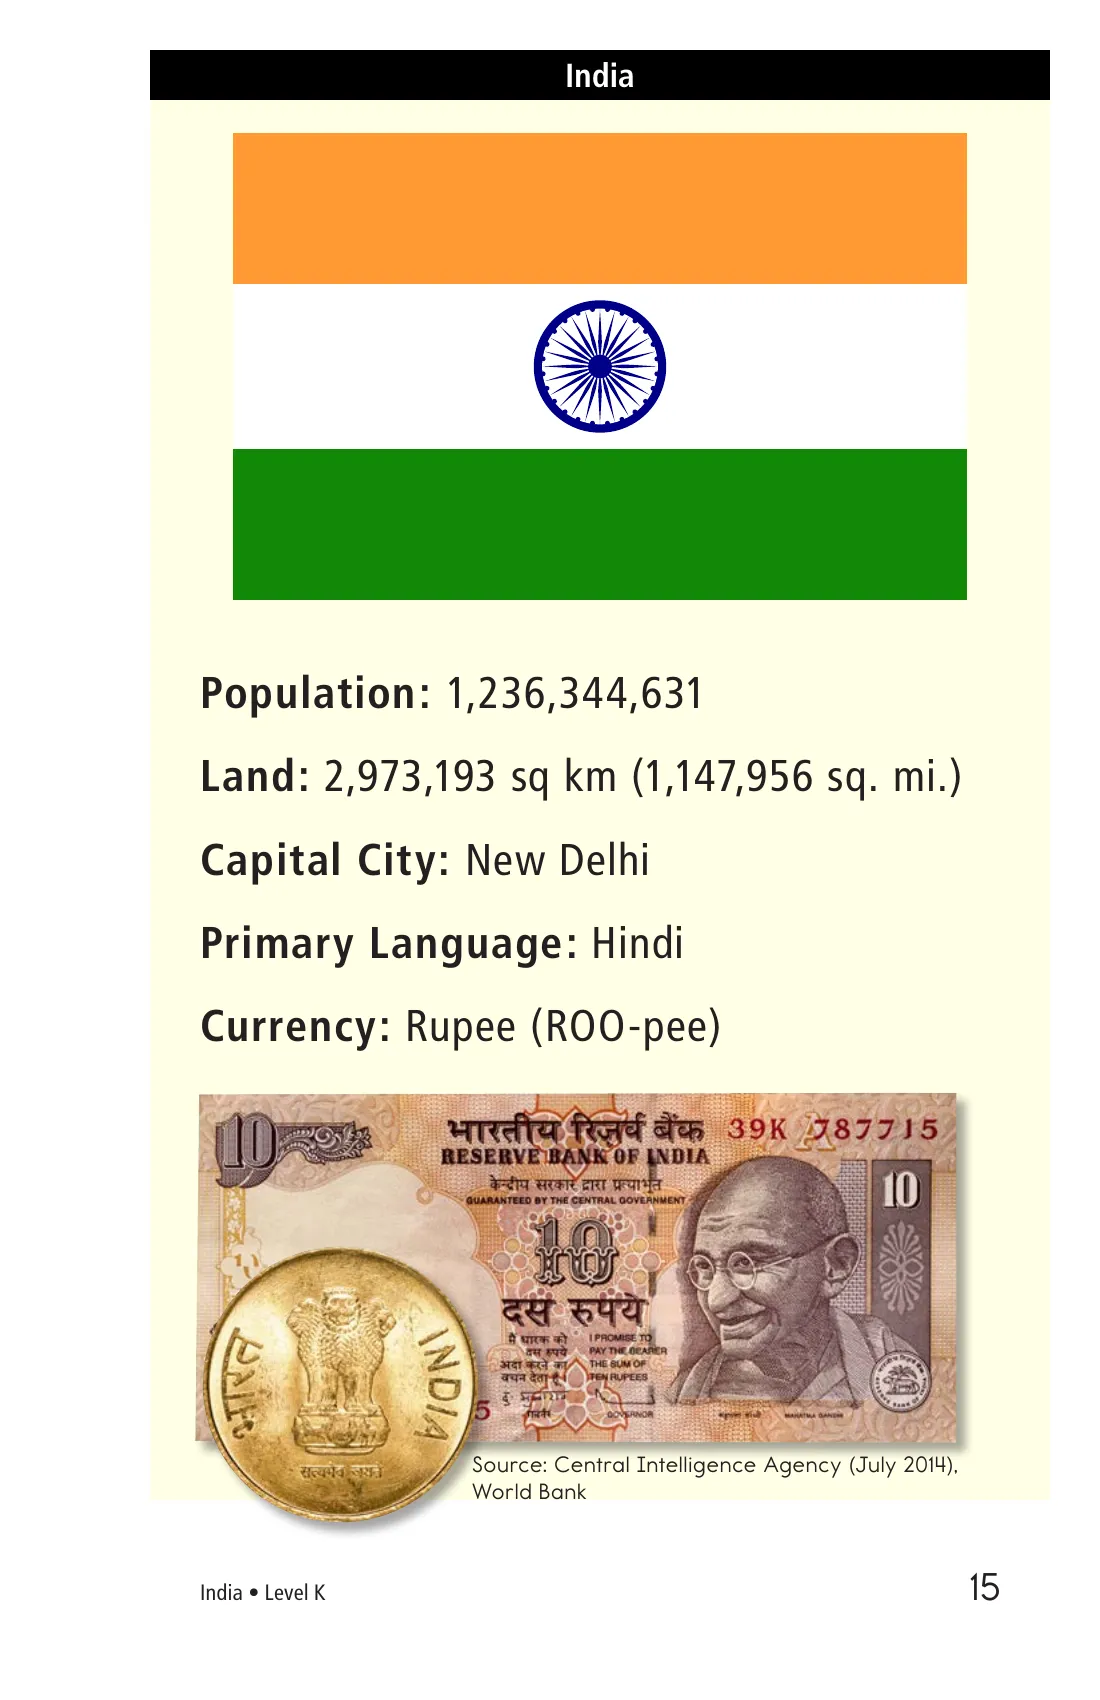 India
Population: 1,236,344,631
Land: 2,973,193 sq km (1,147,956 sq. mi.)
Capital City: New Delhi
Primary Language: Hindi
Currency: Rupee (ROO-pee)
10
भारतीय रिज़र्व बैंक
39K 787715
RESERVE BANK OF INDIA
केन्द्रीय सरकार द्वारा प्रत्याभूत
GUARANTEED BY THE CENTRAL GOVERNMENT
10
10
दस रुपये
मैं धारक को
दस रुपये
अदा करने का
वचन देता हूँ।
I PROMISE TO
PAY THE BEARER
THE SUM OF
TEN RUPEES
GOVERNOR
MAHATMA GANDHI
5
भारत
INDIA
सत्यमेव जयते
Source: Central Intelligence Agency (July 2014),
World Bank
India • Level K
15